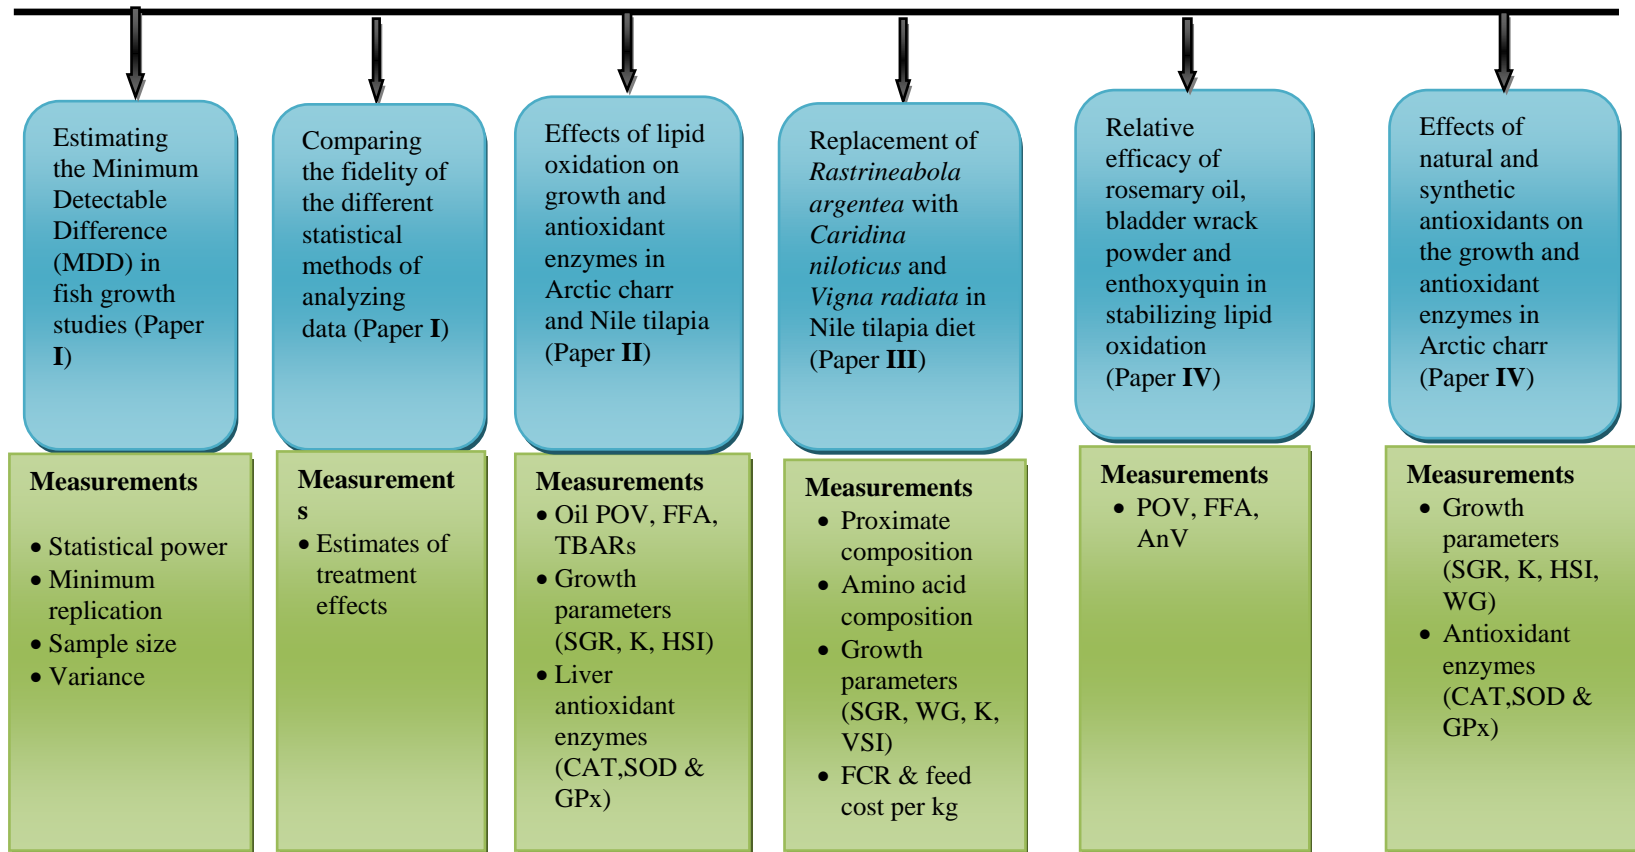 Estimating
the Minimum
Detectable
Difference
(MDD) in
fish growth
studies (Paper
I)
Comparing
the fidelity of
the different
statistical
methods of
analyzing
data (Paper I)
Effects of lipid
oxidation on
growth and
antioxidant
enzymes in
Arctic charr
and Nile tilapia
(Paper II)
Replacement of
Rastrineabola
argentea with
Caridina
niloticus and
Vigna radiata in
Nile tilapia diet
(Paper III)
Relative
efficacy of
rosemary oil,
bladder wrack
powder and
enthoxyquin in
stabilizing lipid
oxidation
(Paper IV)
Effects of
natural and
synthetic
antioxidants on
the growth and
antioxidant
enzymes in
Arctic charr
(Paper IV)
Measurements
• Statistical power
• Minimum
replication
• Sample size
• Variance
Measurement
s
• Estimates of
treatment
effects
Measurements
• Oil POV, FFA,
TBARs
• Growth
parameters
(SGR, K, HSI)
• Liver
antioxidant
enzymes
(CAT,SOD &
GPx)
Measurements
• Proximate
composition
• Amino acid
composition
• Growth
parameters
(SGR, WG, K,
VSI)
• FCR & feed
cost per kg
Measurements
• POV, FFA,
AnV
Measurements
• Growth
parameters
(SGR, K, HSI,
WG)
• Antioxidant
enzymes
(CAT,SOD &
GPx)